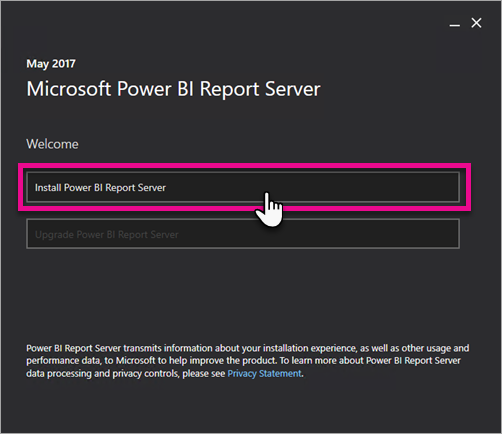 May 2017
Microsoft Power BI Report Server
Welcome
Install Power BI Report Server
Upgrade Power BI Report Server
Power BI Report Server transmits information about your installation experience, as well as other usage and
performance data, to Microsoft to help improve the product. To learn more about Power BI Report Server
data processing and privacy controls, please see Privacy Statement.